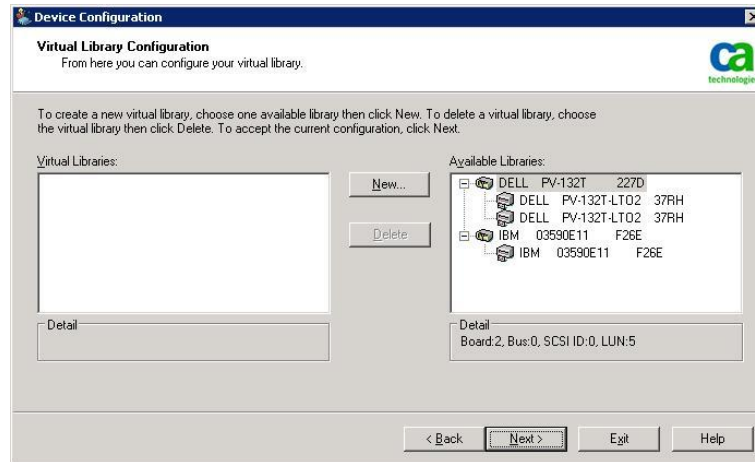 Device Configuration
Virtual Library Configuration
From here you can configure your virtual library.
ca
technologies
To create a new virtual library, choose one available library then click New. To delete a virtual library, choose
the virtual library then click Delete. To accept the current configuration, click Next.
Virtual Libraries:
Available Libraries:
New...
Delete
DELL PV-132T 227D
DELL PV-132T-LTO2 37RH
DELL PV-132T-LTO2 37RH
IBM 03590E11 F26E
IBM 03590E11 F26E
Detail
Detail
Board:2, Bus:0, SCSI ID:0, LUN:5
< Back
Next >
Exit
Help